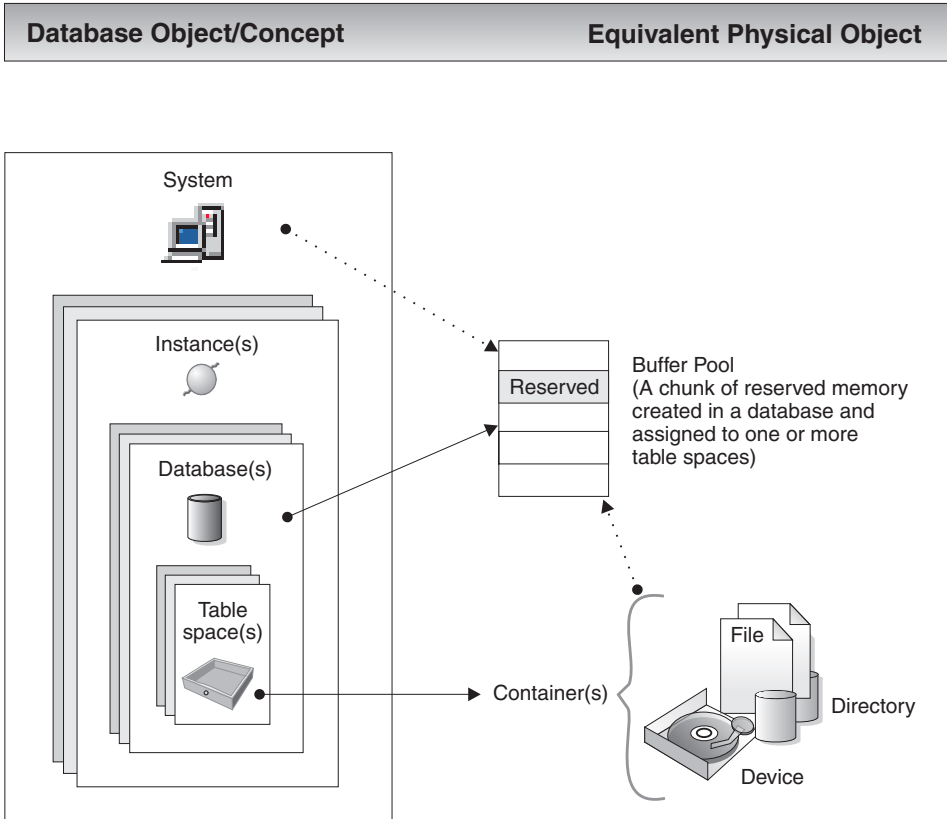 Database Object/Concept
Equivalent Physical Object
System
Instance(s)
Database(s)
Table
space(s)
Reserved
Buffer Pool
(A chunk of reserved memory
created in a database and
assigned to one or more
table spaces)
Container(s)
File
Directory
Device